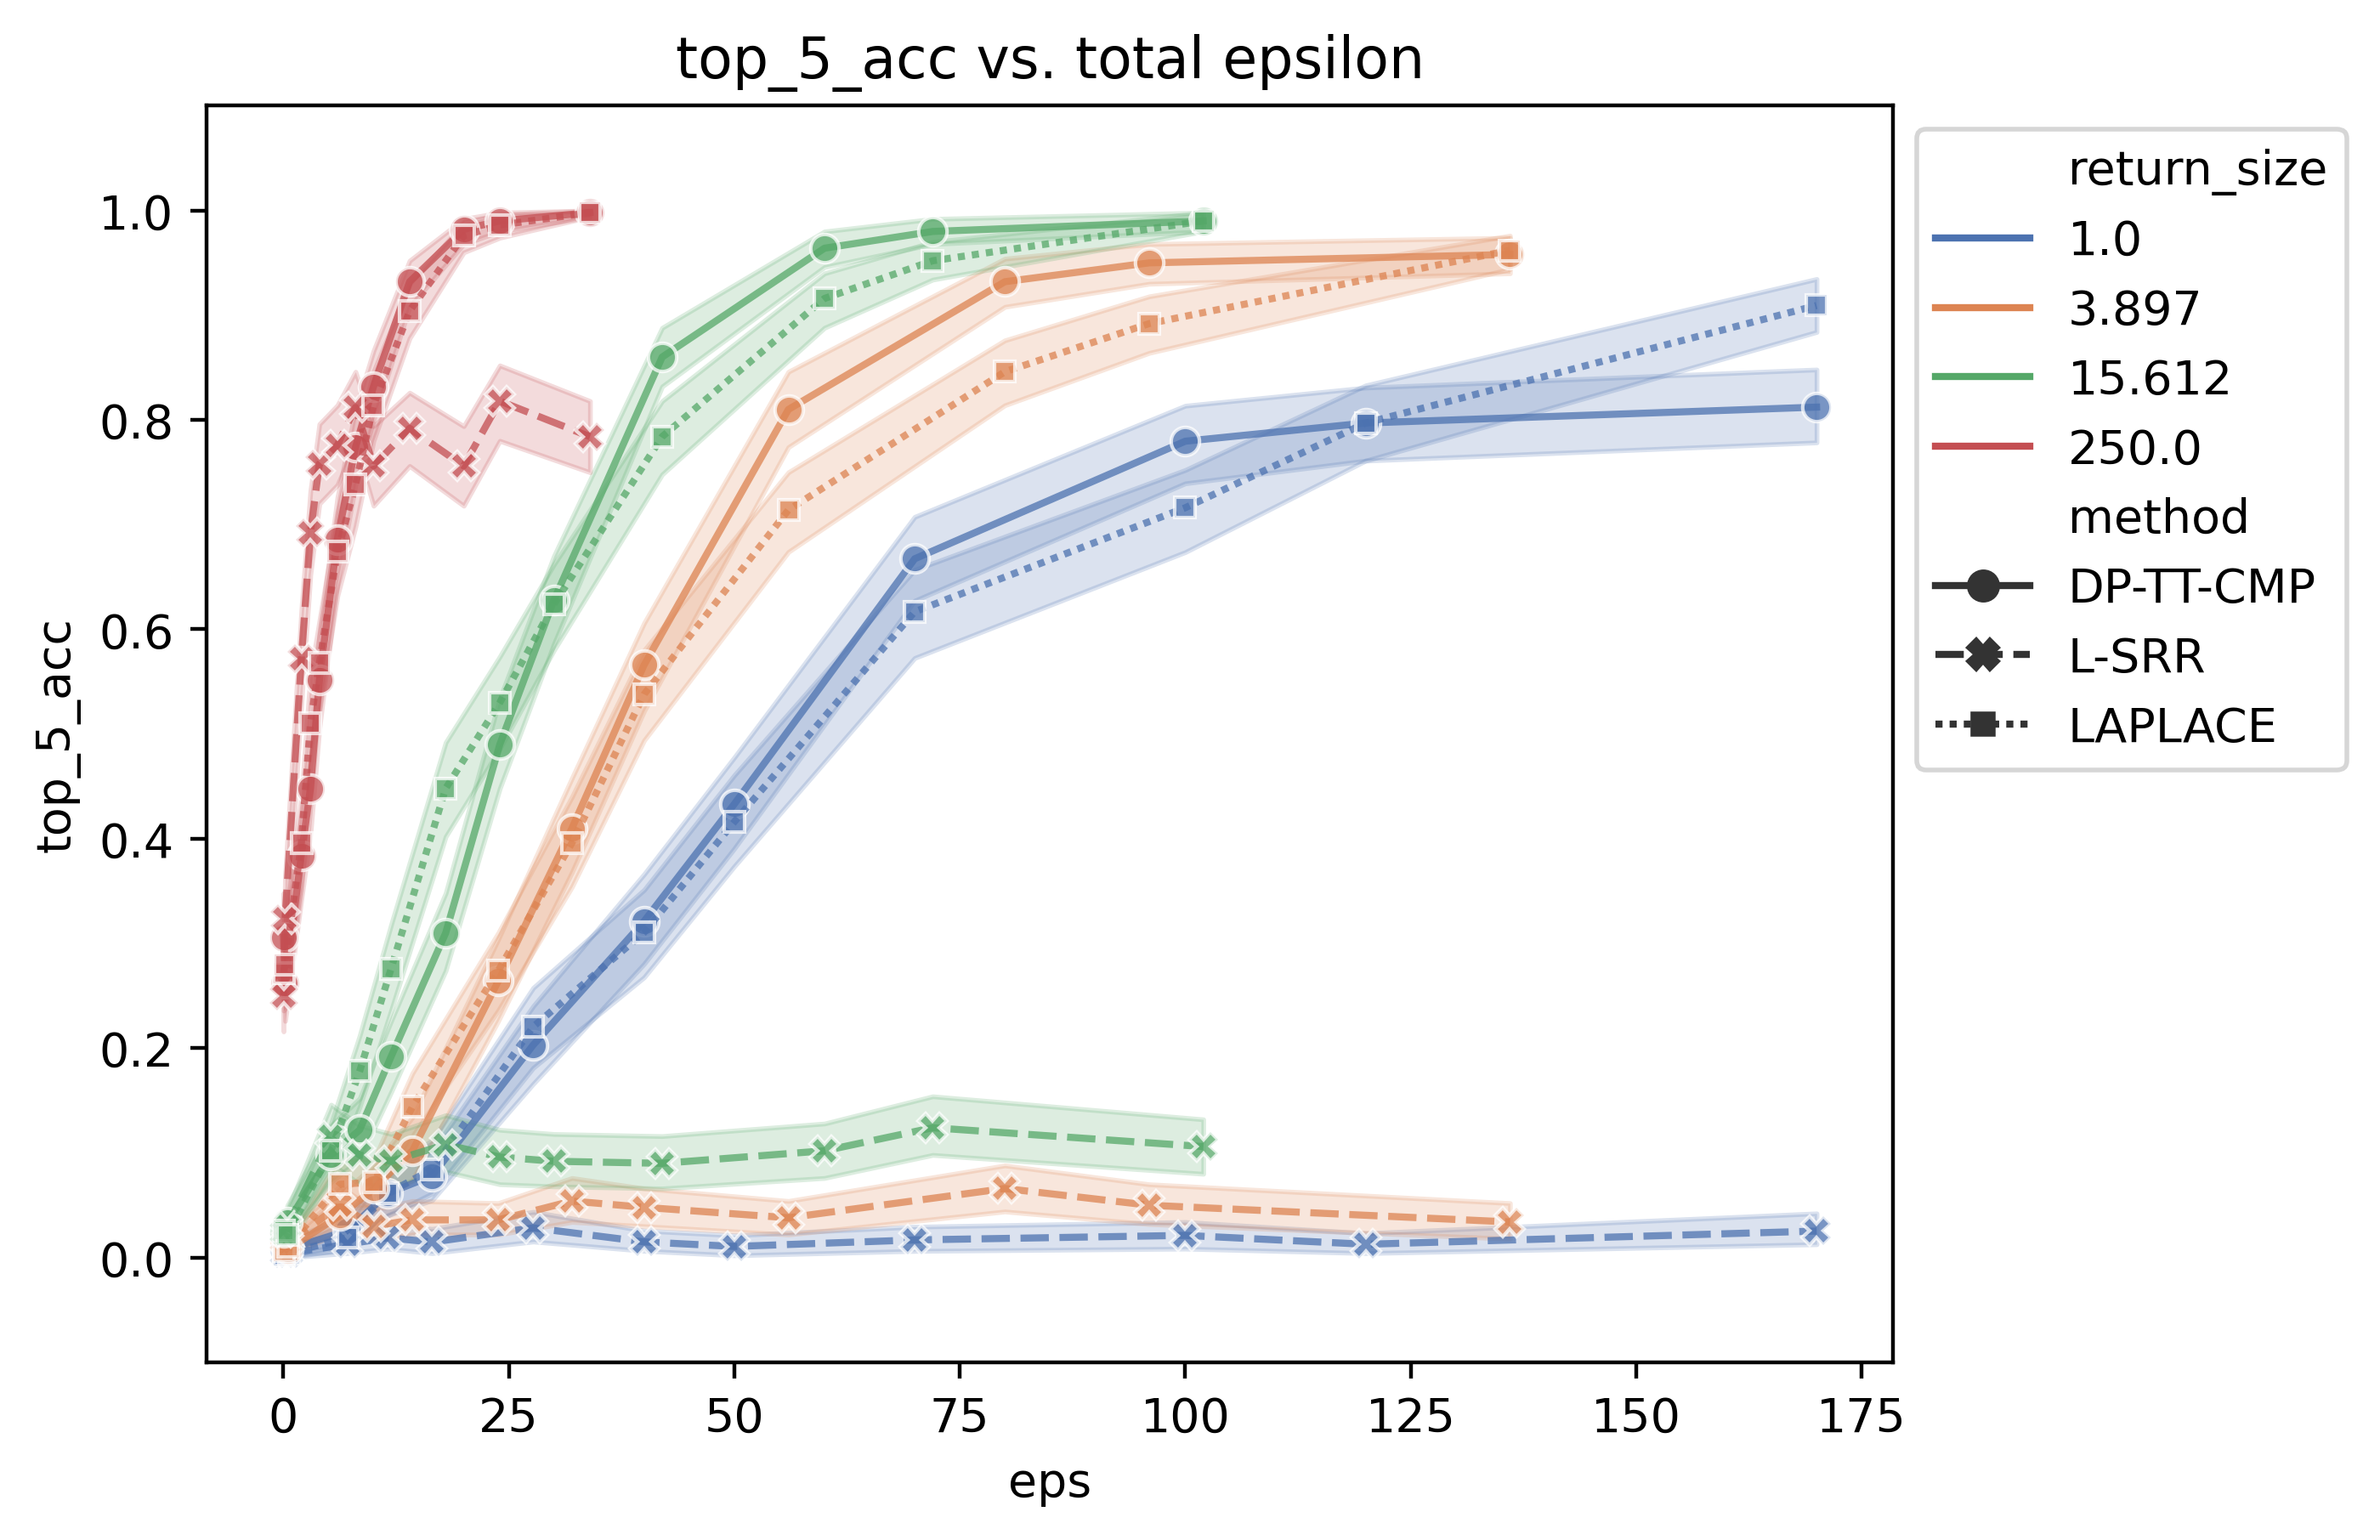 top_5_acc vs. total epsilon
top_5_acc
1.0
0.8
0.6
0.4
0.2
0.0
0 25 50 75 100 125 150 175
eps
return_size
1.0
3.897
15.612
250.0
method
DP-TT-CMP
L-SRR
LAPLACE